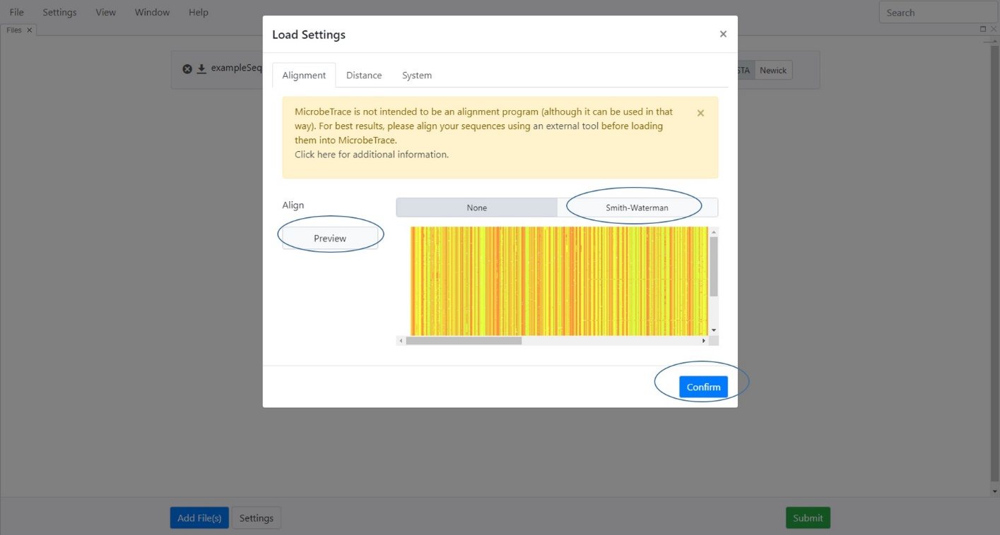 File Settings View Window Help Search
Files ×
Load Settings ×
exampleSeq
STA Newick
Alignment Distance System
MicrobeTrace is not intended to be an alignment program (although it can be used in that
way). For best results, please align your sequences using an external tool before loading
them into MicrobeTrace.
Click here for additional information.
Align
None Smith-Waterman
Preview
Confirm
Add File(s) Settings Submit